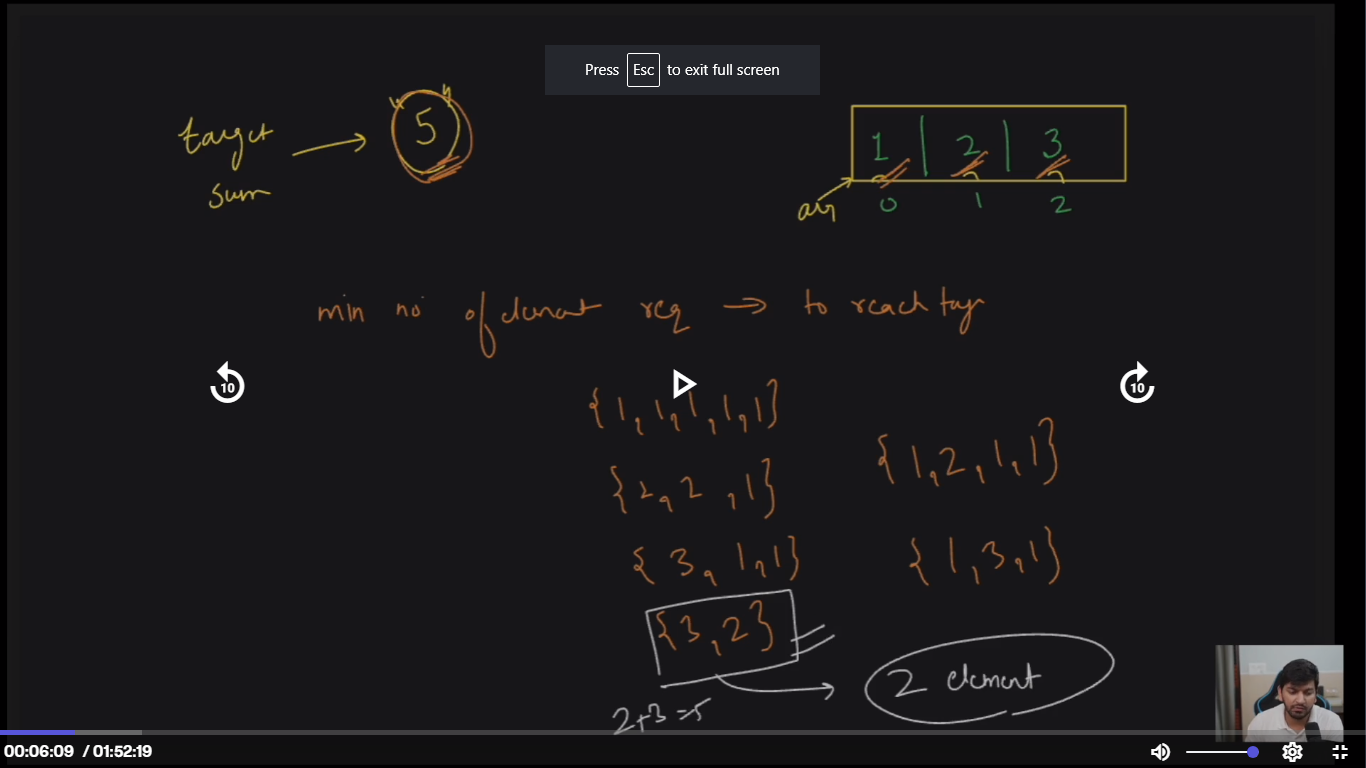 Press Esc to exit full screen
target
sum
5
1 | 2 | 3
arr
0 1 2
min no of element req → to reach targ
{1,1,1,1,1}
{1,2,1,1}
{2,2,1}
{3,1,1}
{1,3,1}
{3,2}
2 element
2+3=5
10
10
00:06:09 / 01:52:19